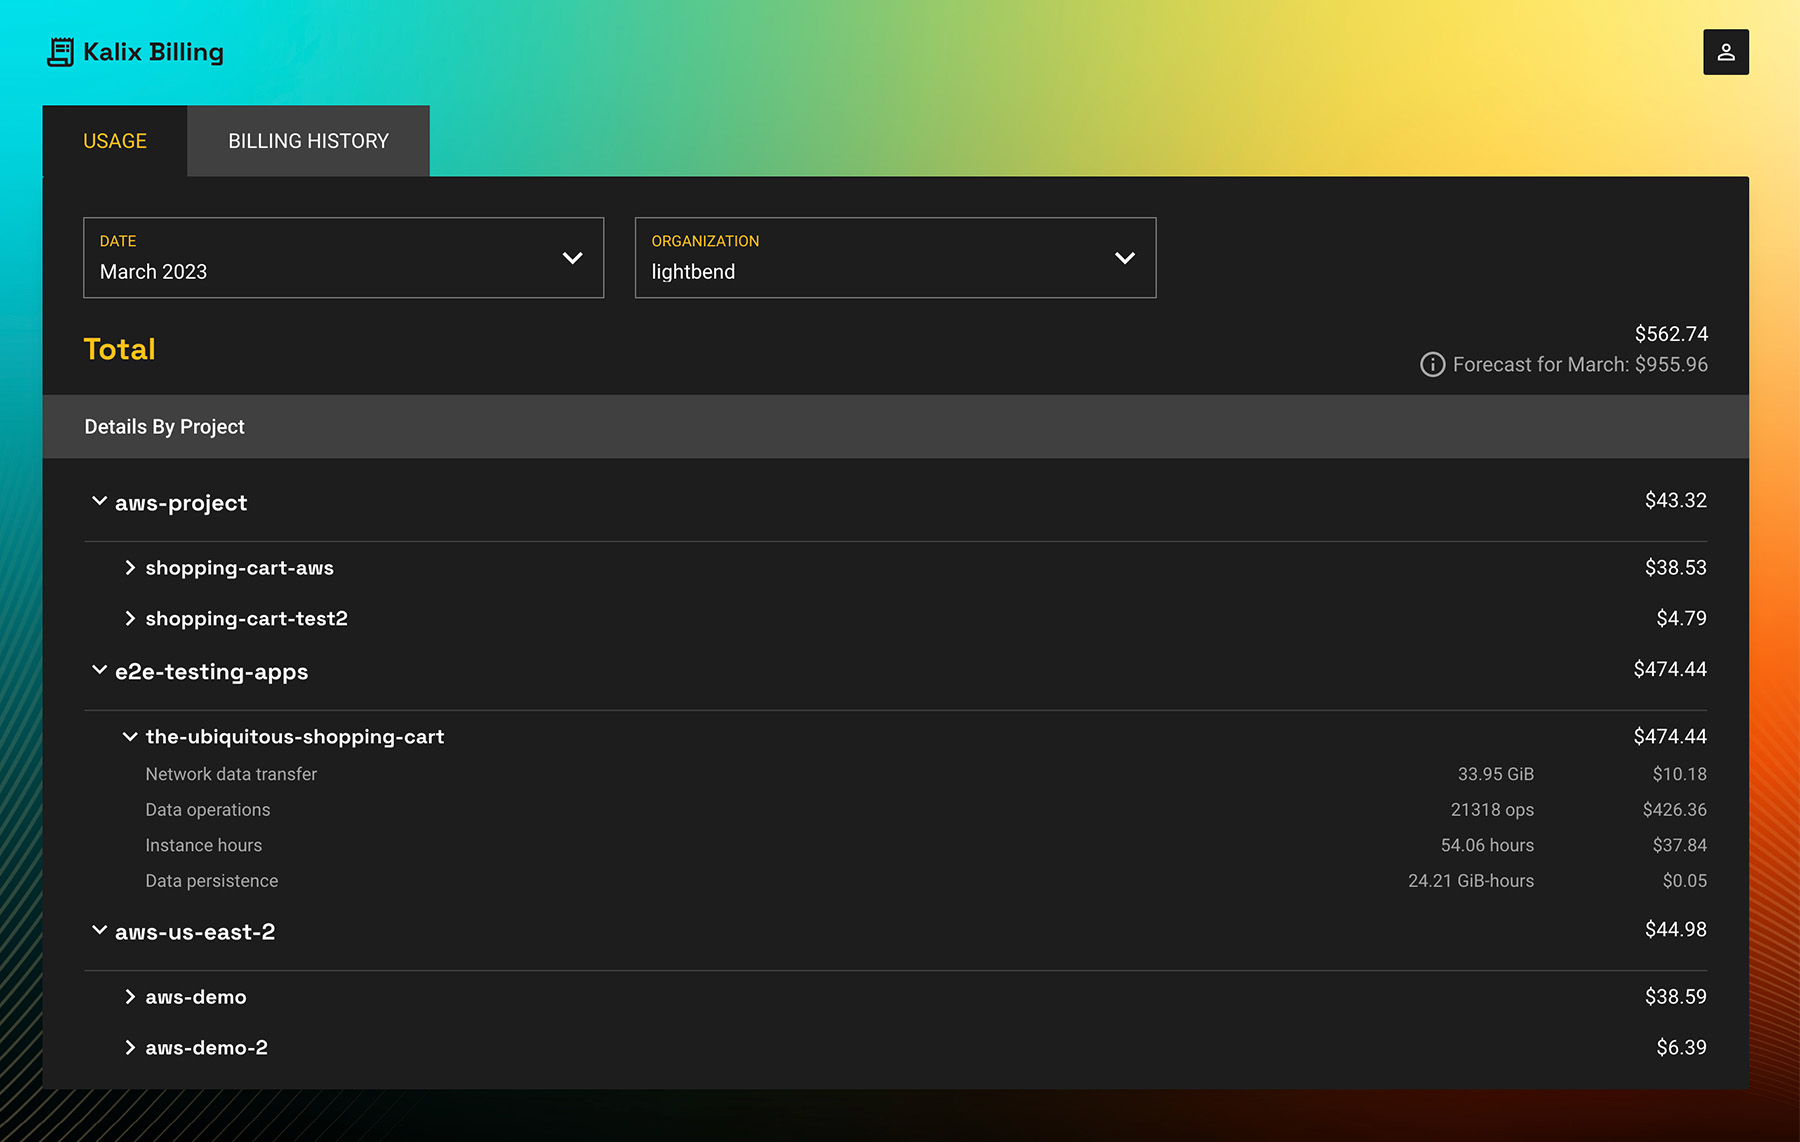 Kalix Billing
USAGE
BILLING HISTORY
DATE
March 2023
ORGANIZATION
lightbend
Total
$562.74
Forecast for March: $955.96
Details By Project
aws-project $43.32
shopping-cart-aws $38.53
shopping-cart-test2 $4.79
e2e-testing-apps $474.44
the-ubiquitous-shopping-cart $474.44
Network data transfer 33.95 GiB $10.18
Data operations 21318 ops $426.36
Instance hours 54.06 hours $37.84
Data persistence 24.21 GiB-hours $0.05
aws-us-east-2 $44.98
aws-demo $38.59
aws-demo-2 $6.39